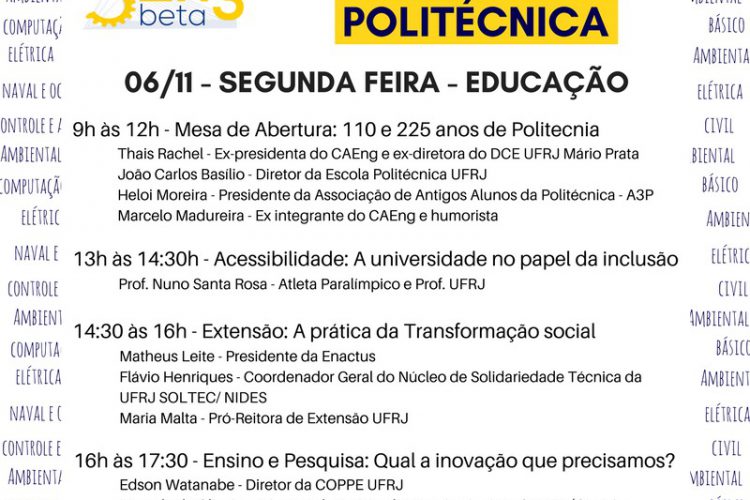 beta
POLITÉCNICA
06/11 – SEGUNDA FEIRA – EDUCAÇÃO
9h às 12h - Mesa de Abertura: 110 e 225 anos de Politecnia
Thais Rachel - Ex-presidenta do CAEng e ex-diretora do DCE UFRJ Mário Prata
João Carlos Basílio - Diretor da Escola Politécnica UFRJ
Heloi Moreira - Presidente da Associação de Antigos Alunos da Politécnica - A3P
Marcelo Madureira - Ex integrante do CAEng e humorista
13h às 14:30h - Acessibilidade: A universidade no papel da inclusão
Prof. Nuno Santa Rosa - Atleta Paralímpico e Prof. UFRJ
14:30 às 16h - Extensão: A prática da Transformação social
Matheus Leite - Presidente da Enactus
Flávio Henriques - Coordenador Geral do Núcleo de Solidariedade Técnica da
UFRJ SOLTEC/ NIDES
Maria Malta - Pró-Reitora de Extensão UFRJ
16h às 17:30 - Ensino e Pesquisa: Qual a inovação que precisamos?
Edson Watanabe - Diretor da COPPE UFRJ
computaçã
elétrica
naval e oc
controle e a
Ambiental
computação
elétric
naval e
controle
Ambien
computa
elétrica
naval e o
controle e
Ambienta
básico
Ambienta
elétrica
civil
biental
básico
Ambien
elétric
civil
Ambiental
básic
Ambient
elétrica
civil
Ambiental
básico